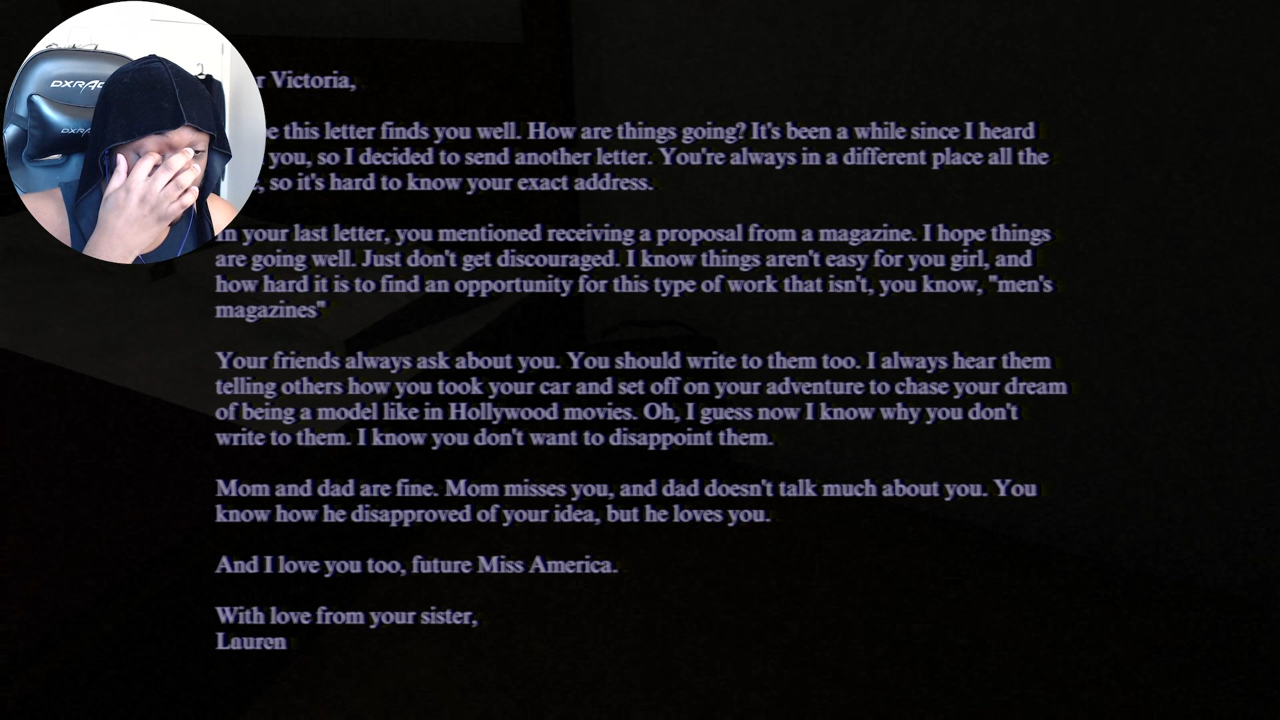 DXRA
DXRA
r Victoria,
e this letter finds you well. How are things going? It's been a while since I heard
you, so I decided to send another letter. You're always in a different place all the
, so it's hard to know your exact address.
In your last letter, you mentioned receiving a proposal from a magazine. I hope things
are going well. Just don't get discouraged. I know things aren't easy for you girl, and
how hard it is to find an opportunity for this type of work that isn't, you know, "men's
magazines"
Your friends always ask about you. You should write to them too. I always hear them
telling others how you took your car and set off on your adventure to chase your dream
of being a model like in Hollywood movies. Oh, I guess now I know why you don't
write to them. I know you don't want to disappoint them.
Mom and dad are fine. Mom misses you, and dad doesn't talk much about you. You
know how he disapproved of your idea, but he loves you.
And I love you too, future Miss America.
With love from your sister,
Lauren